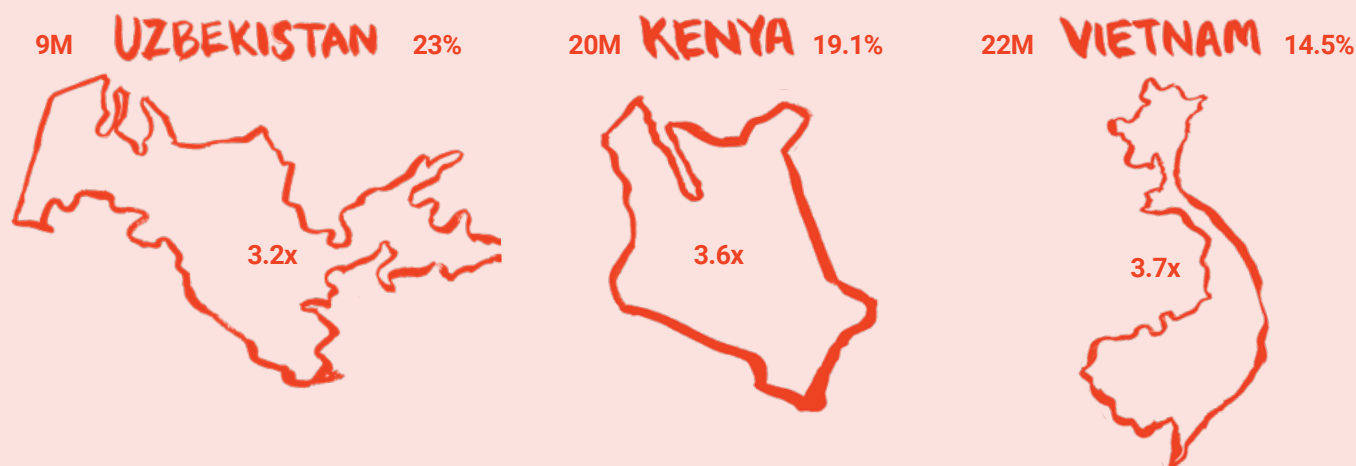 9M UZBEKISTAN 23%
20M KENYA 19.1%
22M VIETNAM 14.5%
3.2x
3.6x
3.7x